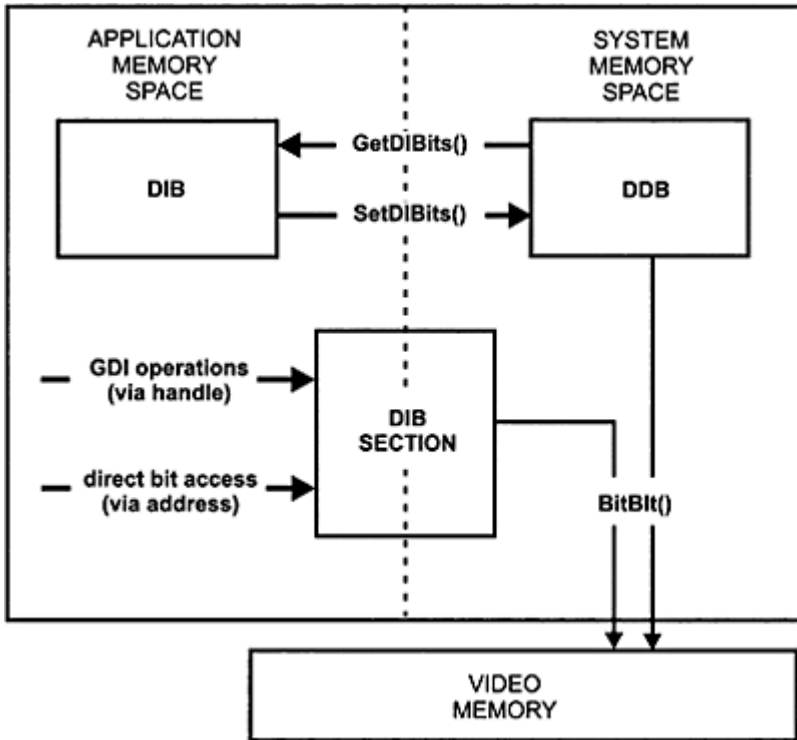 APPLICATION
MEMORY
SPACE
SYSTEM
MEMORY
SPACE
GetDIBits()
DIB
DDB
SetDIBits()
GDI operations
(via handle)
DIB
SECTION
direct bit access
(via address)
BitBlt()
VIDEO
MEMORY